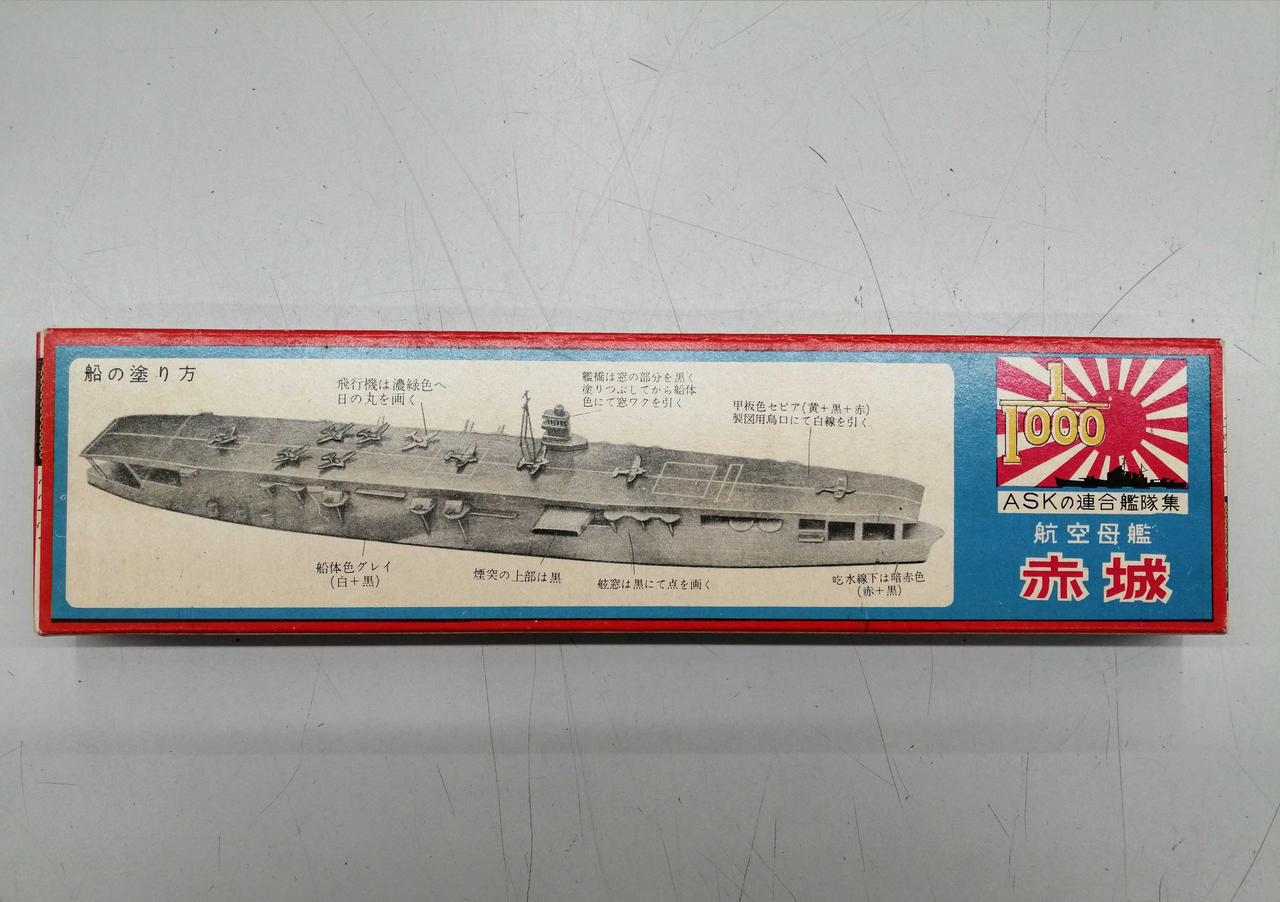 船の塗り方
飛行機は濃緑色へ
日の丸を画く
艦橋は窓の部分を黒く
塗りつぶしてから船体
色にて窓ワクを引く
甲板色セピア(黄+黒+赤)
製図用烏口にて白線を引く
船体色グレイ
(白+黒)
煙突の上部は黒
舷窓は黒にて点を画く
吃水線下は暗赤色
(赤+黒)
1
1000
ASKの連合艦隊集
航空母艦
赤城